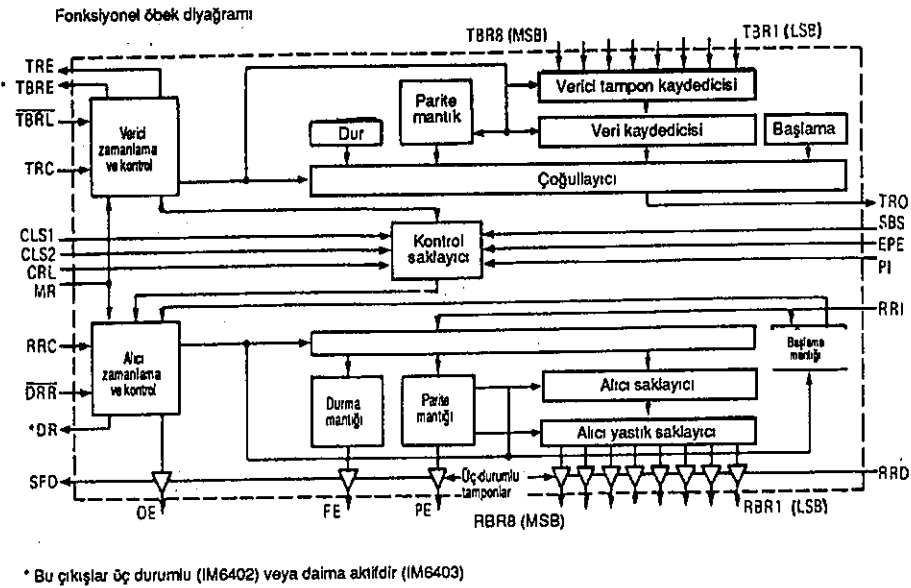 Fonksiyonel öbek diyağramı
TBR8 (MSB)
TBR1 (LSB)
TRE
* TBRE
TBRL
TRC
Verici zamanlama ve kontrol
Parite mantık
Dur
Verici tampon kaydedicisi
Veri kaydedicisi
Başlama
Çoğullayıcı
TRO
CLS1
CLS2
CRL
MR
Kontrol saklayıcı
SBS
EPE
PI
RRI
RRC
DRR
*DR
Alıcı zamanlama ve kontrol
Başlama mantığı
Durma mantığı
Parite mantığı
Alıcı saklayıcı
Alıcı yastık saklayıcı
SFD
Üç-durumlu tamponlar
RRD
OE
FE
PE
RBR8 (MSB)
RBR1 (LSB)
* Bu çıkışlar üç durumlu (IM6402) veya daima aktifdir (IM6403)